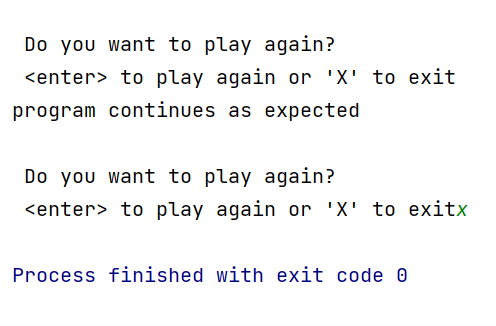 Do you want to play again?
<enter> to play again or 'X' to exit
program continues as expected
Do you want to play again?
<enter> to play again or 'X' to exitx
Process finished with exit code 0